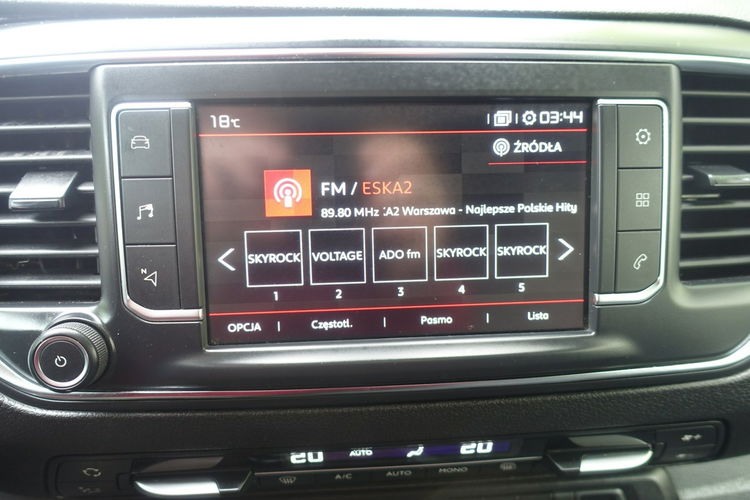 18°C 03:44
ŹRÓDŁA
FM / ESKA2
89.80 MHz :A2 Warszawa - Najlepsze Polskie Hity
SKYROCK VOLTAGE ADO fm SKYROCK SKYROCK
1 2 3 4 5
OPCJA Częstotl. Pasmo Lista
N
20 AUTO 20
A/C AUTO MONO